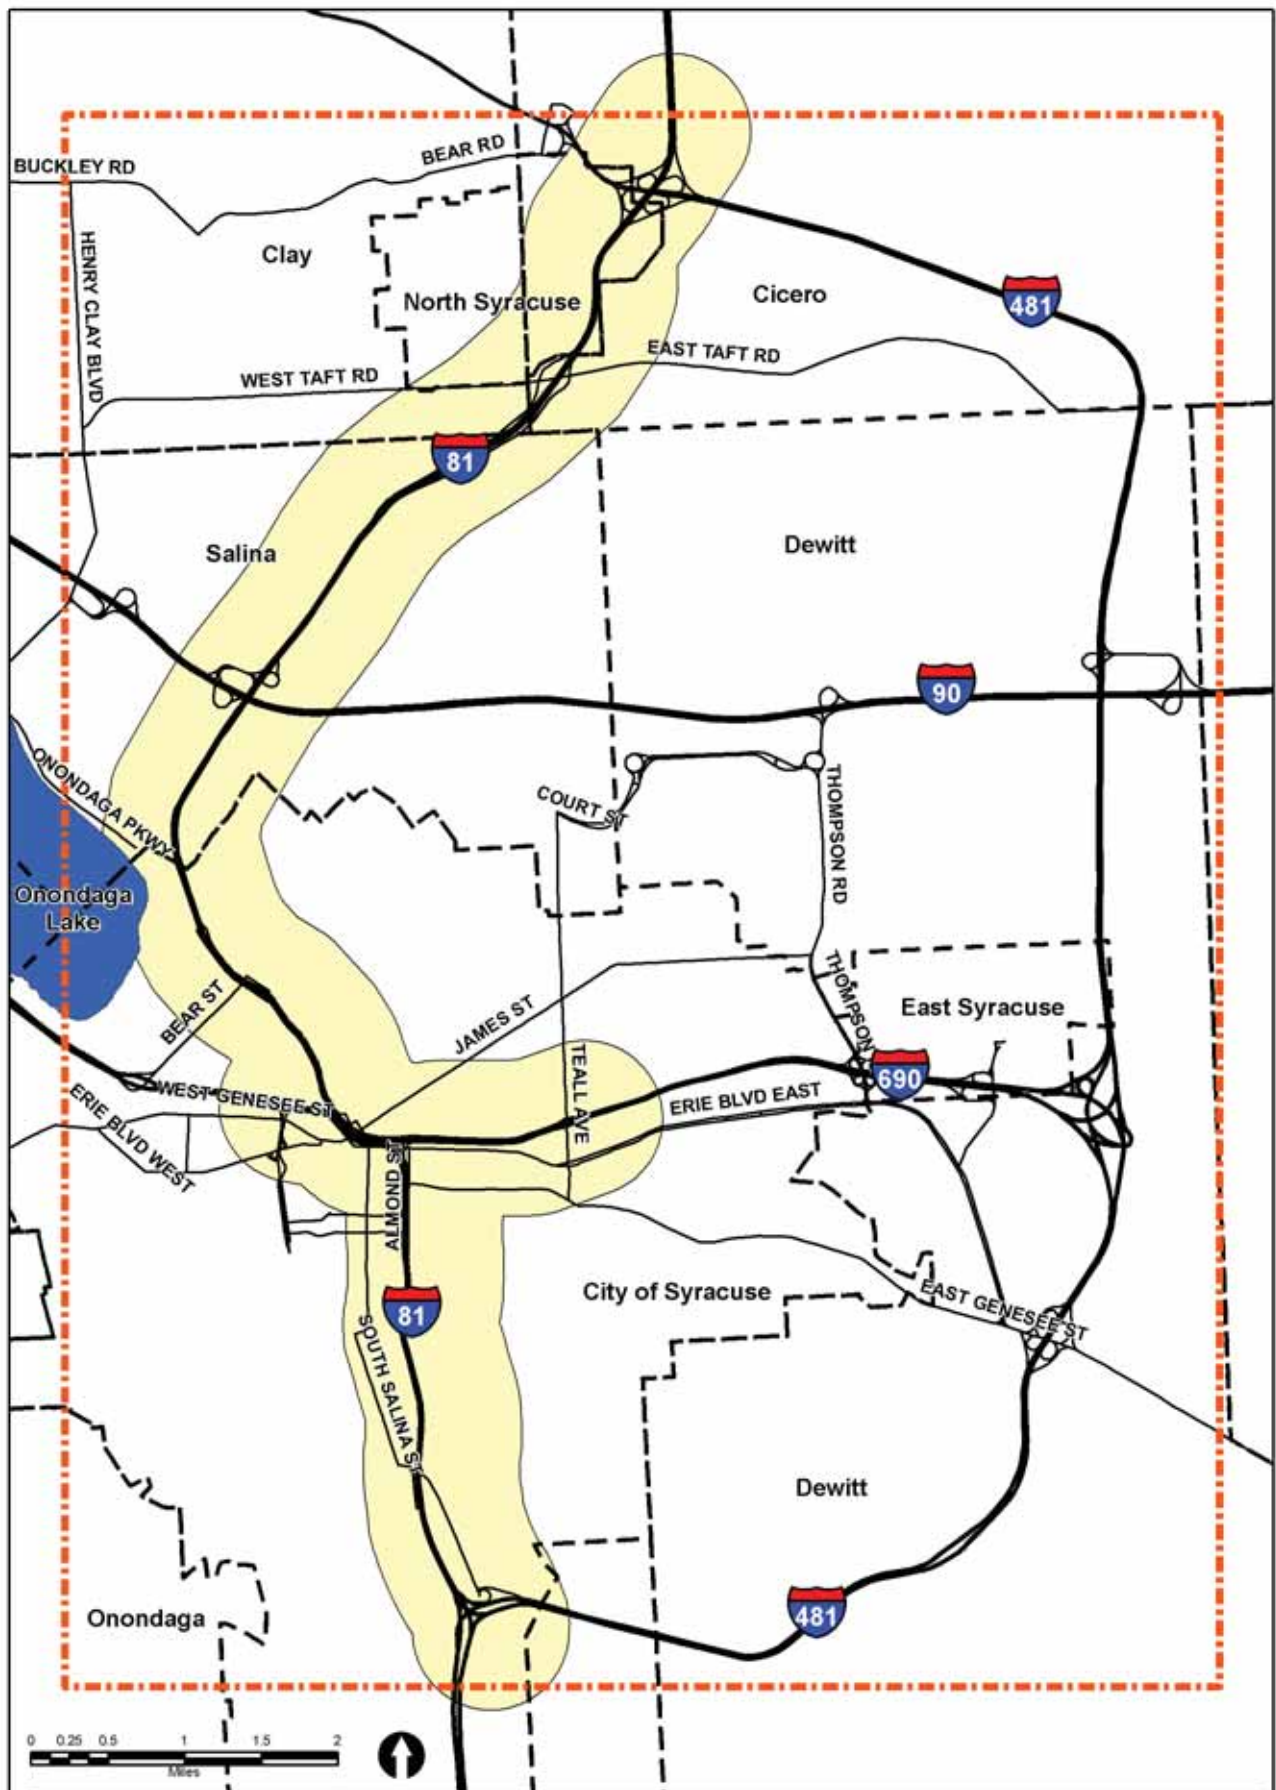 BEAR RD
BUCKLEY RD
HENRY CLAY BLVD
Clay
North Syracuse
Cicero
481
EAST TAFT RD
WEST TAFT RD
81
Salina
Dewitt
90
ONONDAGA PKWY
COURT ST
THOMPSON RD
Onondaga
Lake
BEAR ST
JAMES ST
THOMPSON
East Syracuse
TEALL AVE
690
WEST GENESEE ST
ERIE BLVD EAST
ERIE BLVD WEST
ALMOND ST
City of Syracuse
EAST GENESEE ST
81
SOUTH SALINA ST
Dewitt
Onondaga
481
0 0.25 0.5 1 1.5 2
Miles